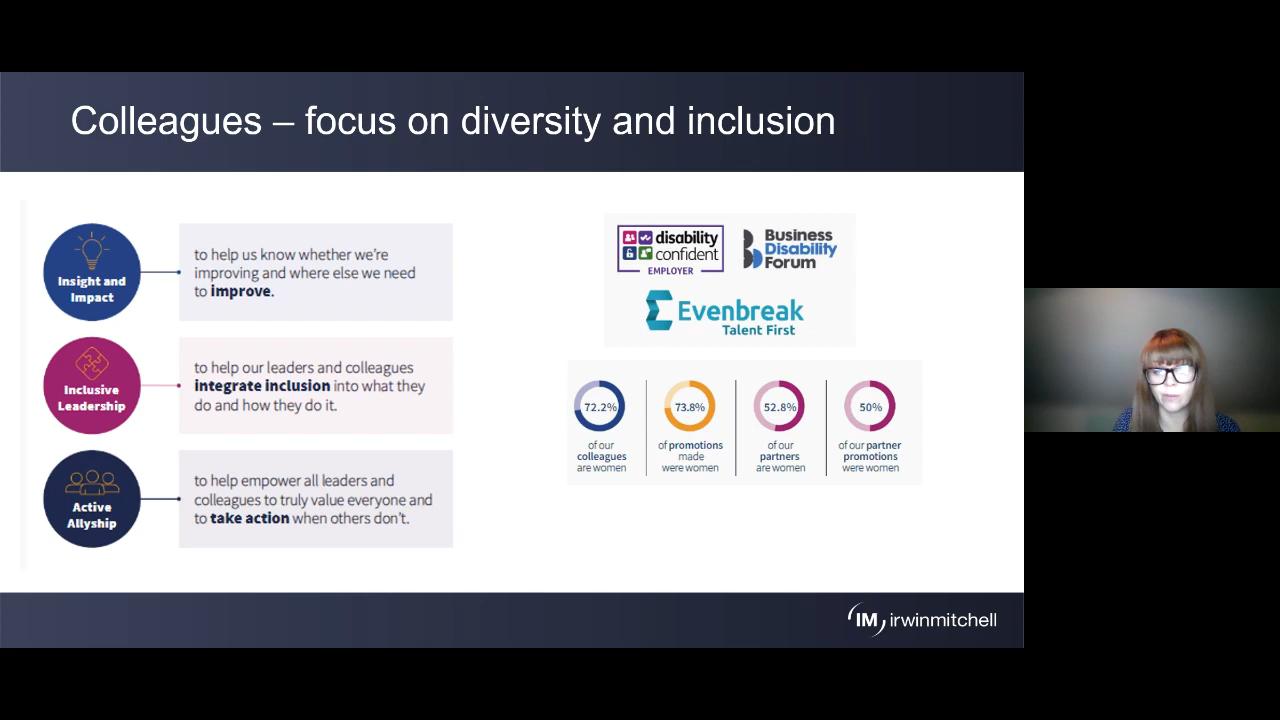 Colleagues – focus on diversity and inclusion
Insight and
Impact
to help us know whether we're
improving and where else we need
to improve.
Inclusive
Leadership
to help our leaders and colleagues
integrate inclusion into what they
do and how they do it.
Active
Allyship
to help empower all leaders and
colleagues to truly value everyone and
to take action when others don't.
disability
confident
EMPLOYER
Business
Disability
Forum
Evenbreak
Talent First
72.2%
of our
colleagues
are women
73.8%
of promotions
made
were women
52.8%
of our
partners
are women
50%
of our partner
promotions
were women
IM irwinmitchell